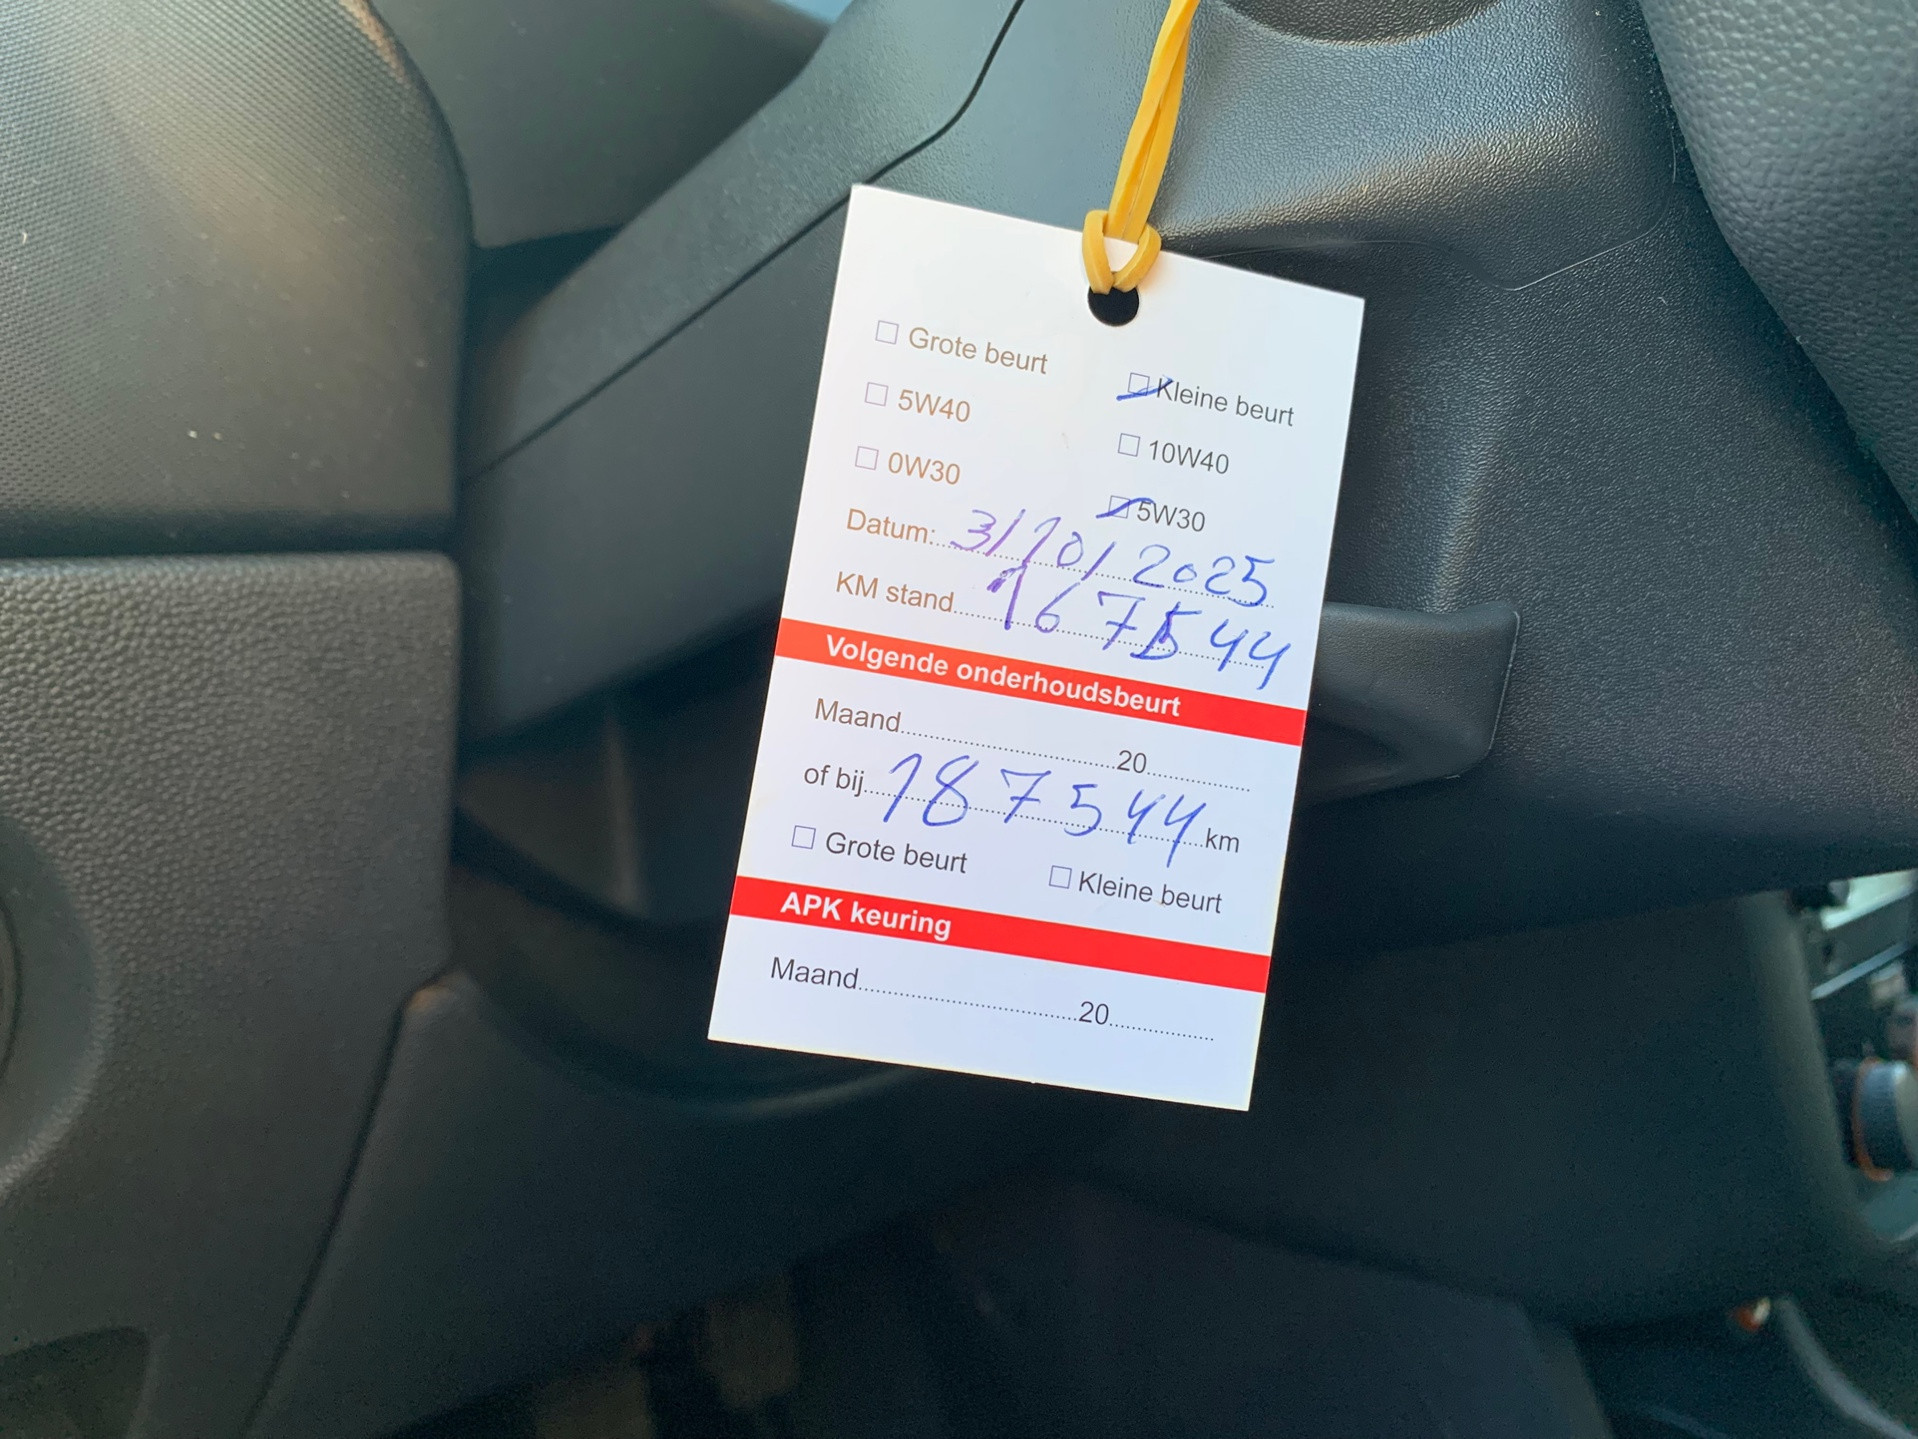 Grote beurt Kleine beurt
5W40 10W40
0W30 5W30
Datum: 3/10/2025
KM stand 167544
Volgende onderhoudsbeurt
Maand 20
of bij 187544 km
Grote beurt Kleine beurt
APK keuring
Maand 20